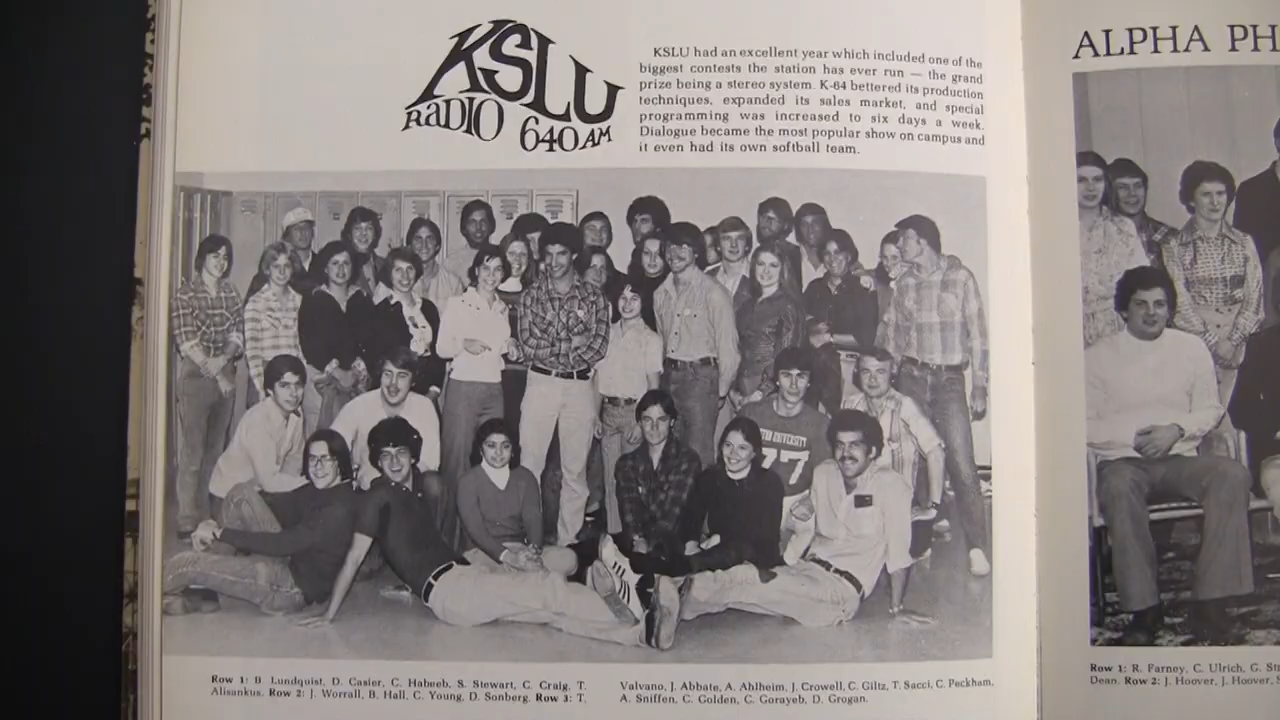 KSLU
RADIO 640 AM
KSLU had an excellent year which included one of the
biggest contests the station has ever run — the grand
prize being a stereo system. K-64 bettered its production
techniques, expanded its sales market, and special
programming was increased to six days a week.
Dialogue became the most popular show on campus and
it even had its own softball team.
77
Row 1: B Lundquist, D. Casier, C. Habeeb, S. Stewart, C. Craig, T.
Alisankus. Row 2: J. Worrall, B. Hall, C. Young, D. Sonberg. Row 3: T.
Valvano, J. Abbate, A. Ahlheim, J. Crowell, C. Giltz, T. Sacci, C. Peckham,
A. Sniffen, C. Golden, C. Gorayeb, D. Grogan.
ALPHA PH
Row 1: R. Farney, C. Ulrich, G. St
Dean. Row 2: J. Hoover, J. Hoover, S